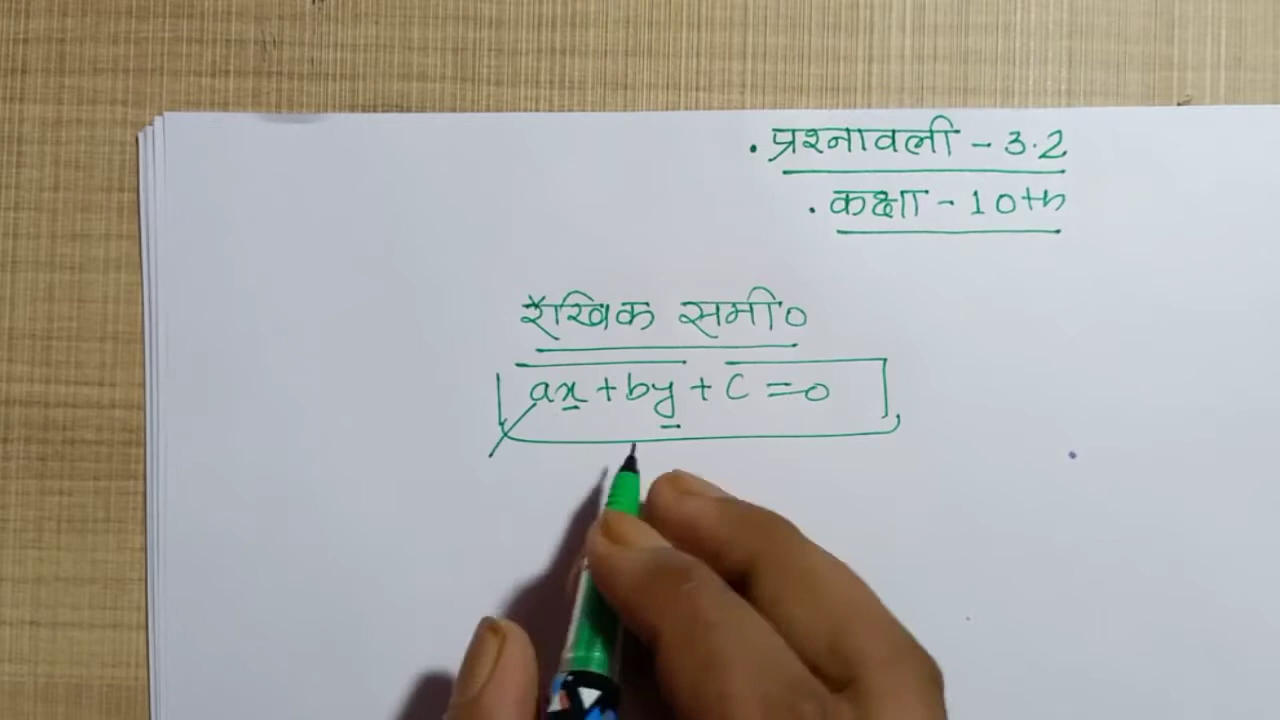 . प्रश्नावली - 3.2
. कक्षा - 10th
रैखिक समी०
ax + by + c = 0